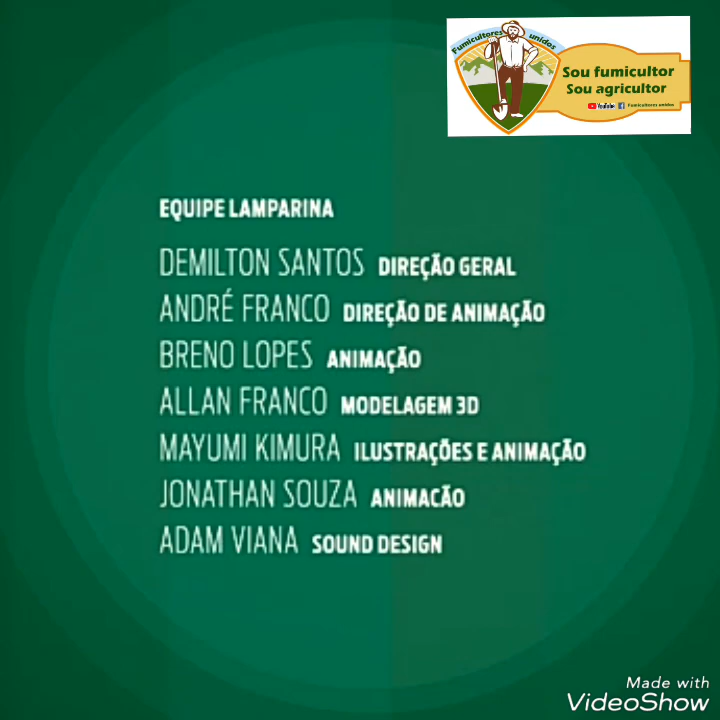 Fumicultores unidos
Sou fumicultor
Sou agricultor
YouTube f Fumicultores unidos
EQUIPE LAMPARINA
DEMILTON SANTOS DIREÇÃO GERAL
ANDRÉ FRANCO DIREÇÃO DE ANIMAÇÃO
BRENO LOPES ANIMAÇÃO
ALLAN FRANCO MODELAGEM 3D
MAYUMI KIMURA ILUSTRAÇÕES E ANIMAÇÃO
JONATHAN SOUZA ANIMACÃO
ADAM VIANA SOUND DESIGN
Made with
VideoShow